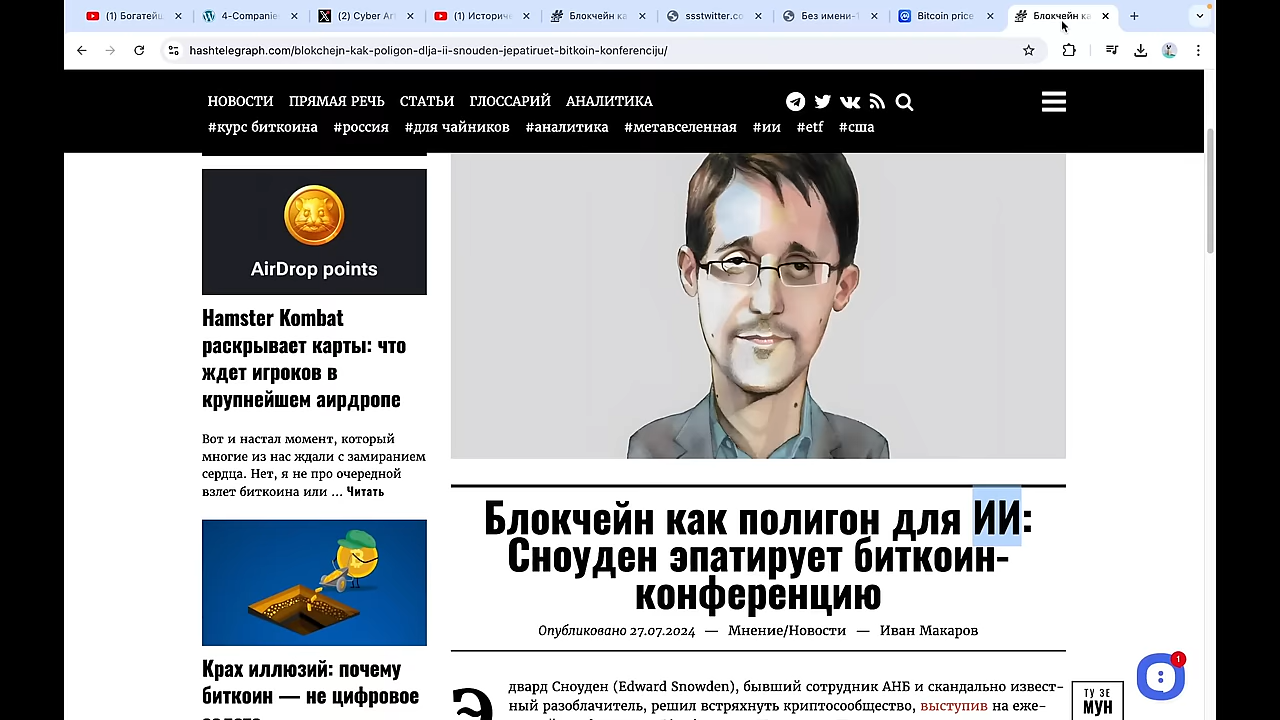 (1) Богатейш
4-Companie
(2) Cyber Art
(1) Историч
Блокчейн ка
ssstwitter.co
Без имени-1
Bitcoin price
Блокчейн ка
hashtelegraph.com/blokchejn-kak-poligon-dlja-ii-snouden-jepatiruet-bitkoin-konferenciju/
НОВОСТИ ПРЯМАЯ РЕЧЬ СТАТЬИ ГЛОССАРИЙ АНАЛИТИКА
#курс биткоина #россия #для чайников #аналитика #метавселенная #ии #etf #сша
AirDrop points
Hamster Kombat
раскрывает карты: что
ждет игроков в
крупнейшем аирдропе
Вот и настал момент, который
многие из нас ждали с замиранием
сердца. Нет, я не про очередной
взлет биткоина или ... Читать
Крах иллюзий: почему
биткоин — не цифровое
Блокчейн как полигон для ИИ:
Сноуден эпатирует биткоин-
конференцию
Опубликовано 27.07.2024 — Мнение/Новости — Иван Макаров
Эдвард Сноуден (Edward Snowden), бывший сотрудник АНБ и скандально извест-
ный разоблачитель, решил встряхнуть криптосообщество, выступив на еже-
ТУ ЗЕ
МУН
1